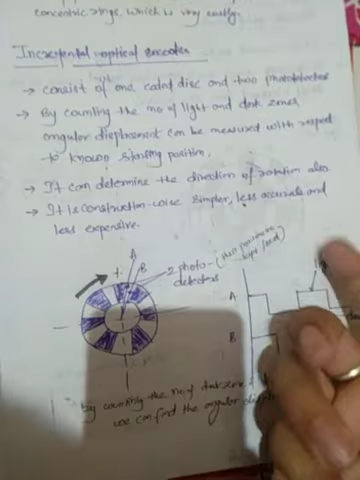 concentric rings, which is very costly.
Incremental optical encoder
→ consist of one coded disc and two photodetectors
→ By counting the no of light and dark zones
angular displacement can be measured with respect
to known starting position.
→ It can determine the direction of rotation also
→ It is construction-wise simpler, less accurate and
less expensive.
A
+
B
2 photo-
detectors
A
B
by counting the no of dark zone
we can find the angular